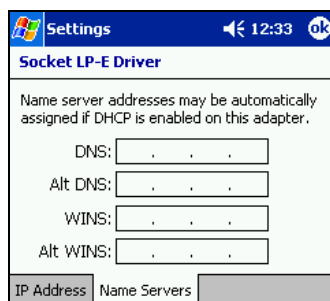 Settings 12:33 ok
Socket LP-E Driver
Name server addresses may be automatically
assigned if DHCP is enabled on this adapter.
DNS: . . .
Alt DNS: . . .
WINS: . . .
Alt WINS: . . .
IP Address Name Servers